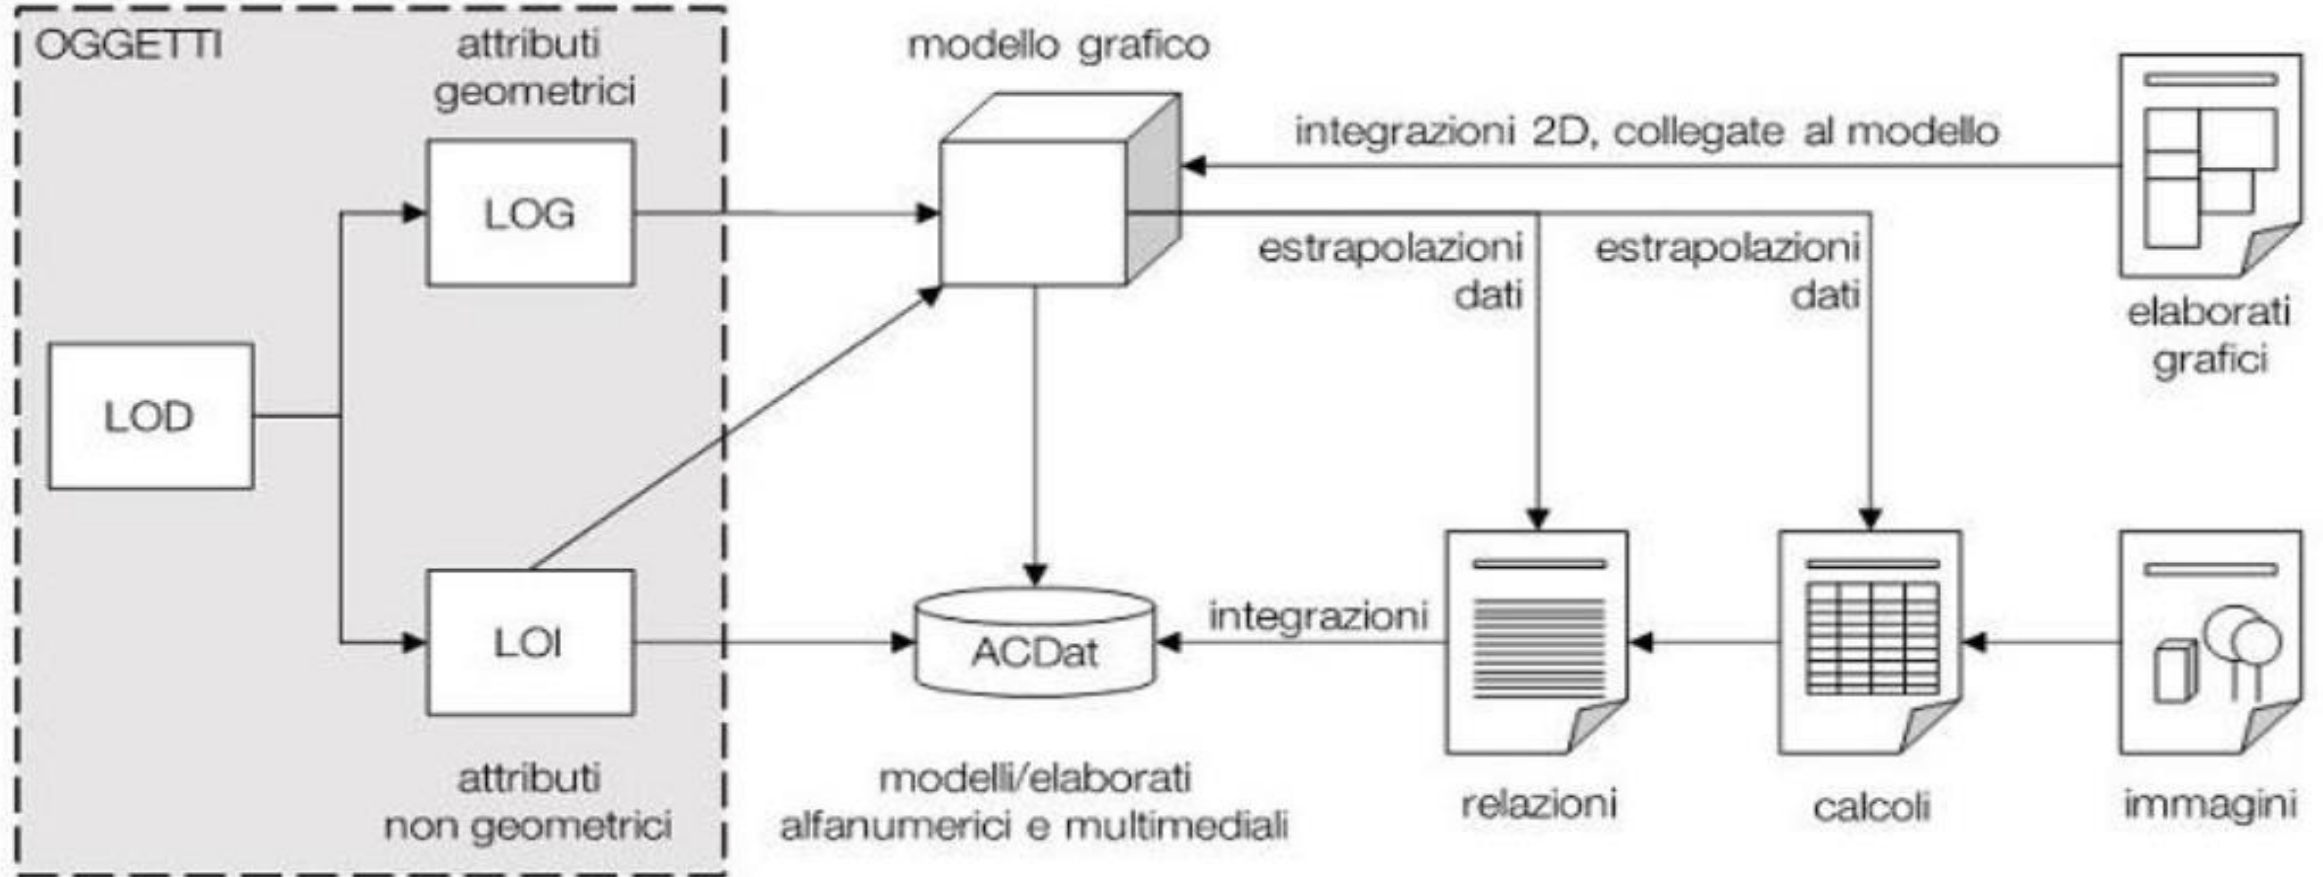 OGGETTI
attributi
geometrici
modello grafico
integrazioni 2D, collegate al modello
LOG
estrapolazioni
dati
estrapolazioni
dati
elaborati
grafici
LOD
LOI
ACDat
integrazioni
attributi
non geometrici
modelli/elaborati
alfanumerici e multimediali
relazioni
calcoli
immagini